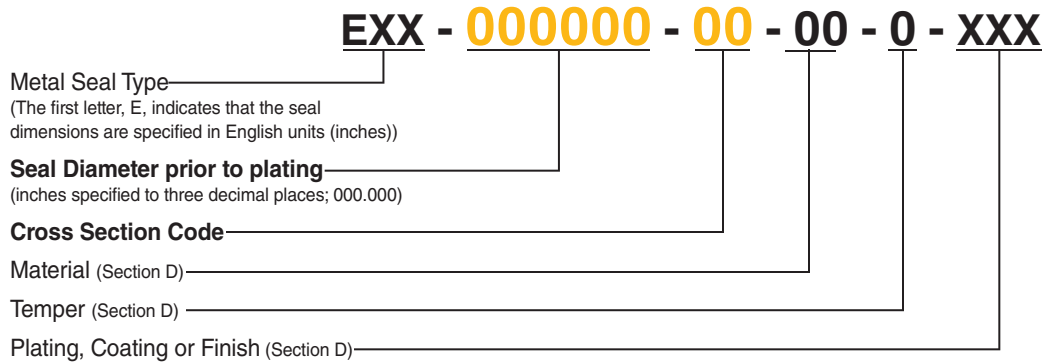 EXX - 000000 - 00 - 00 - 0 - XXX
Metal Seal Type
(The first letter, E, indicates that the seal
dimensions are specified in English units (inches))
Seal Diameter prior to plating
(inches specified to three decimal places; 000.000)
Cross Section Code
Material (Section D)
Temper (Section D)
Plating, Coating or Finish (Section D)